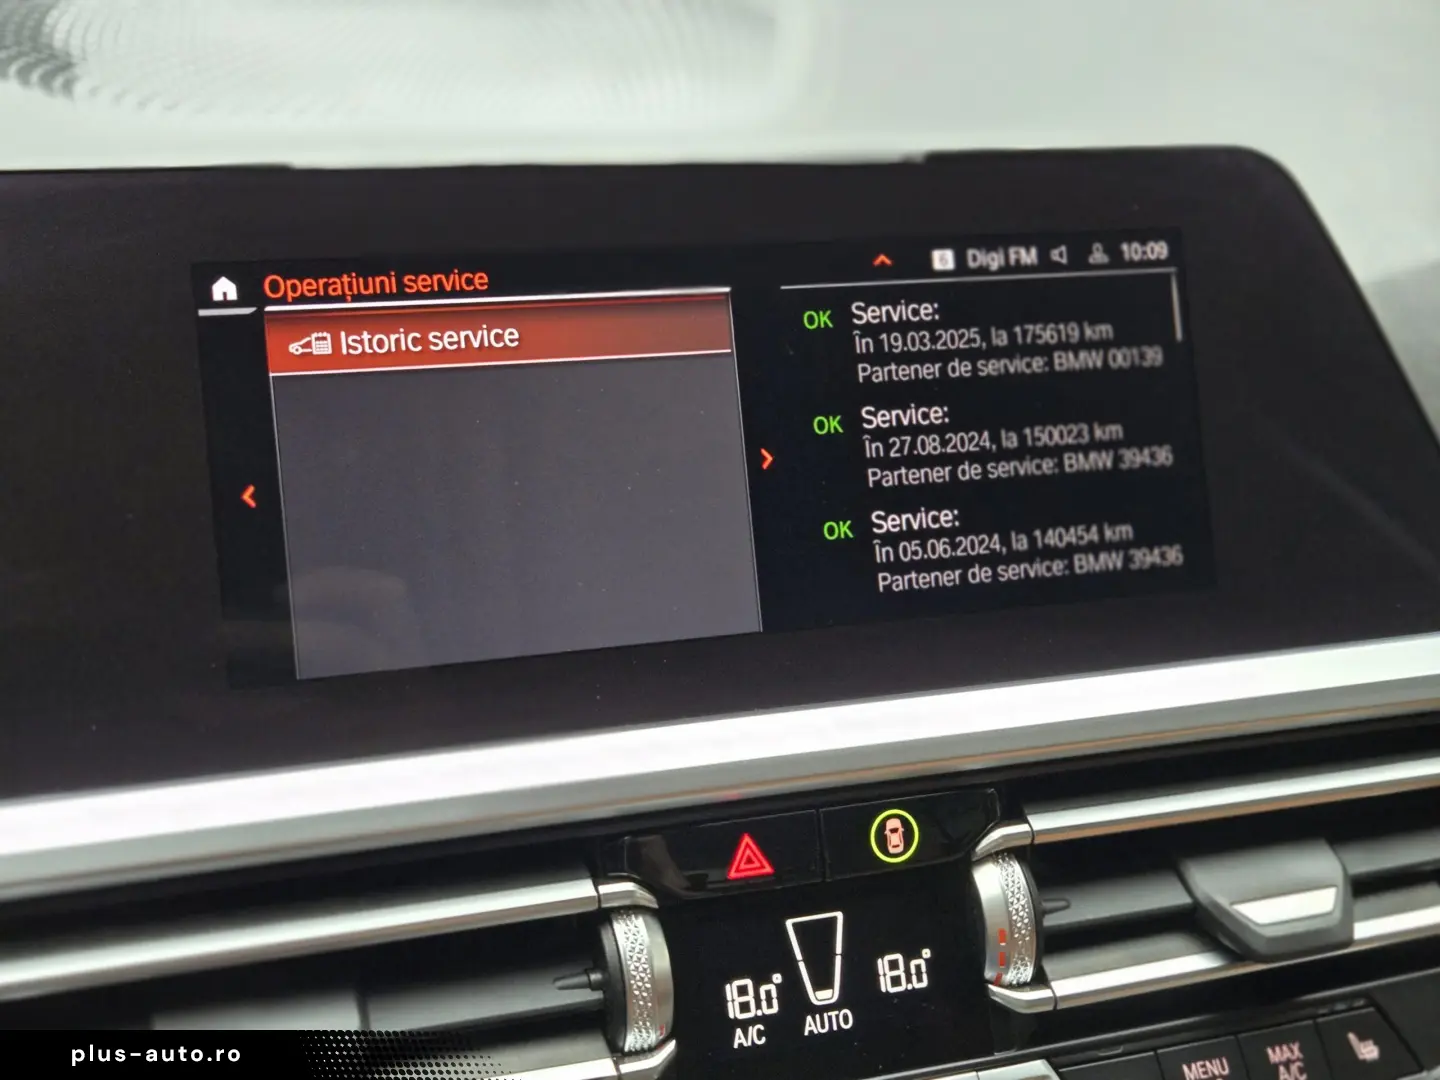 Operațiuni service
Digi FM 10:09
Istoric service
OK Service:
În 19.03.2025, la 175619 km
Partener de service: BMW 00139
OK Service:
În 27.08.2024, la 150023 km
Partener de service: BMW 39436
OK Service:
În 05.06.2024, la 140454 km
Partener de service: BMW 39436
18.0° 18.0°
A/C AUTO
MENU
MAX
A/C
plus-auto.ro